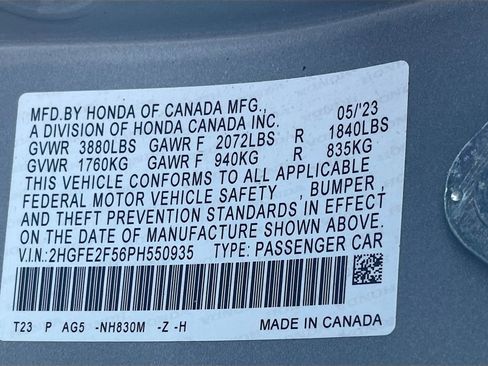 MFD.BY HONDA OF CANADA MFG., 05/'23
A DIVISION OF HONDA CANADA INC.
GVWR 3880LBS GAWR F 2072LBS R 1840LBS
GVWR 1760KG GAWR F 940KG R 835KG
THIS VEHICLE CONFORMS TO ALL APPLICABLE
FEDERAL MOTOR VEHICLE SAFETY , BUMPER ,
AND THEFT PREVENTION STANDARDS IN EFFECT
ON THE DATE OF MANUFACTURE SHOWN ABOVE.
V.I.N.: 2HGFE2F56PH550935 TYPE: PASSENGER CAR
T23 P AG5 -NH830M -Z -H MADE IN CANADA